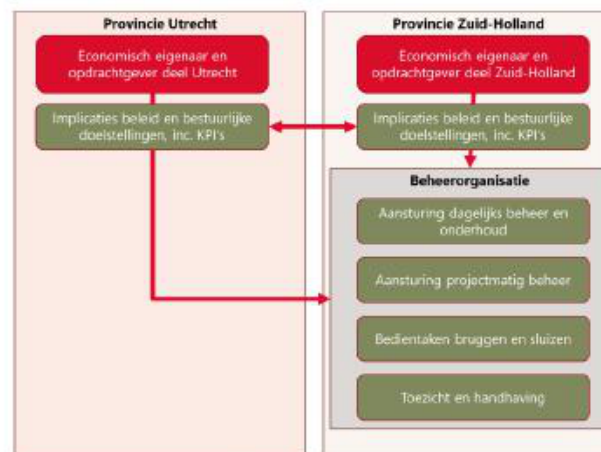 Provincie Utrecht
Economisch eigenaar en
opdrachtgever deel Utrecht
Implicaties beleid en bestuurlijke
doelstellingen, inc. KPI's
Provincie Zuid-Holland
Economisch eigenaar en
opdrachtgever deel Zuid-Holland
Implicaties beleid en bestuurlijke
doelstellingen, inc. KPI's
Beheerorganisatie
Aansturing dagelijks beheer en
onderhoud
Aansturing projectmatig beheer
Bedientaken bruggen en sluizen
Toezicht en handhaving